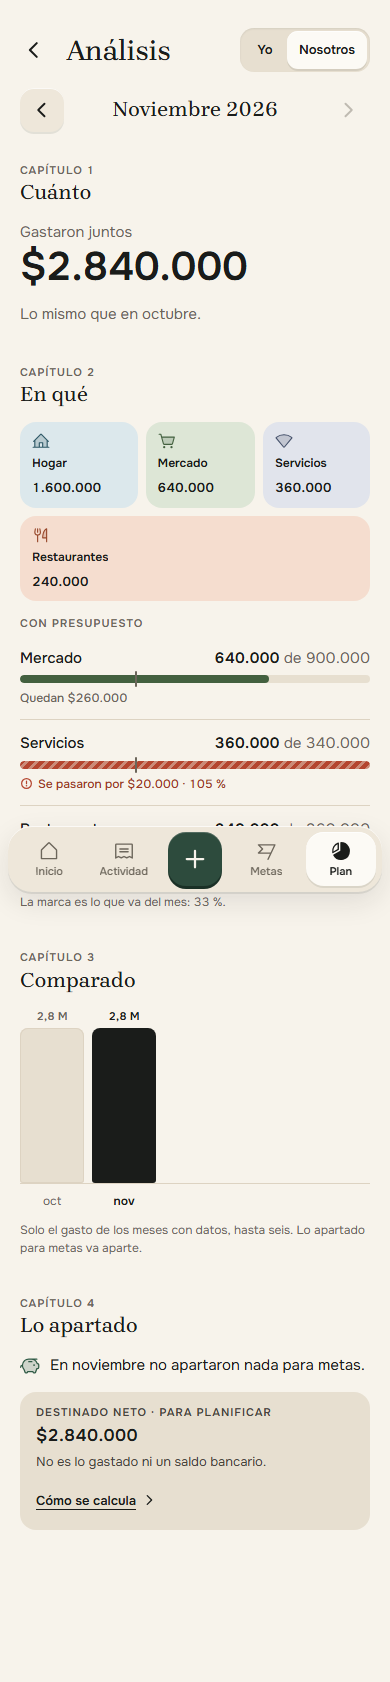 Análisis
Yo
Nosotros
Noviembre 2026
CAPÍTULO 1
Cuánto
Gastaron juntos
$2.840.000
Lo mismo que en octubre.
CAPÍTULO 2
En qué
Hogar
1.600.000
Mercado
640.000
Servicios
360.000
Restaurantes
240.000
CON PRESUPUESTO
Mercado 640.000 de 900.000
Quedan $260.000
Servicios 360.000 de 340.000
Se pasaron por $20.000 · 105 %
Inicio
Actividad
Metas
Plan
La marca es lo que va del mes: 33 %.
CAPÍTULO 3
Comparado
2,8 M
2,8 M
oct
nov
Solo el gasto de los meses con datos, hasta seis. Lo apartado
para metas va aparte.
CAPÍTULO 4
Lo apartado
En noviembre no apartaron nada para metas.
DESTINADO NETO · PARA PLANIFICAR
$2.840.000
No es lo gastado ni un saldo bancario.
Cómo se calcula